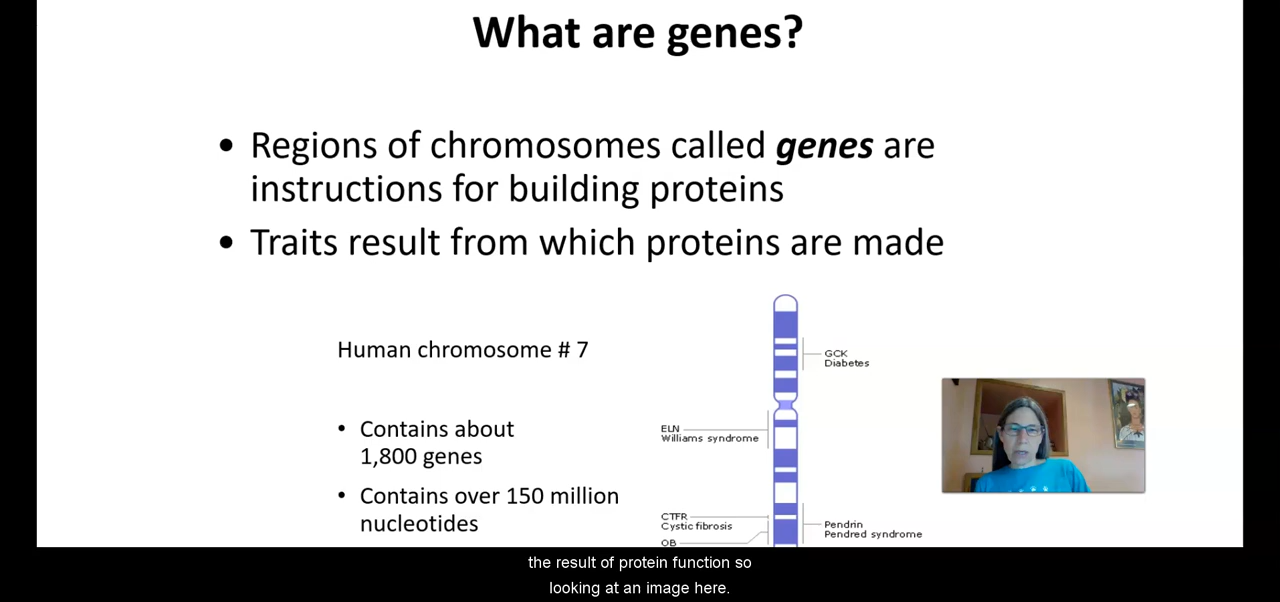 What are genes?
• Regions of chromosomes called genes are
instructions for building proteins
• Traits result from which proteins are made
Human chromosome # 7
• Contains about
1,800 genes
• Contains over 150 million
nucleotides
GCK
Diabetes
ELN
Williams syndrome
CTFR
Cystic fibrosis
OB
Pendrin
Pendred syndrome
the result of protein function so
looking at an image here.